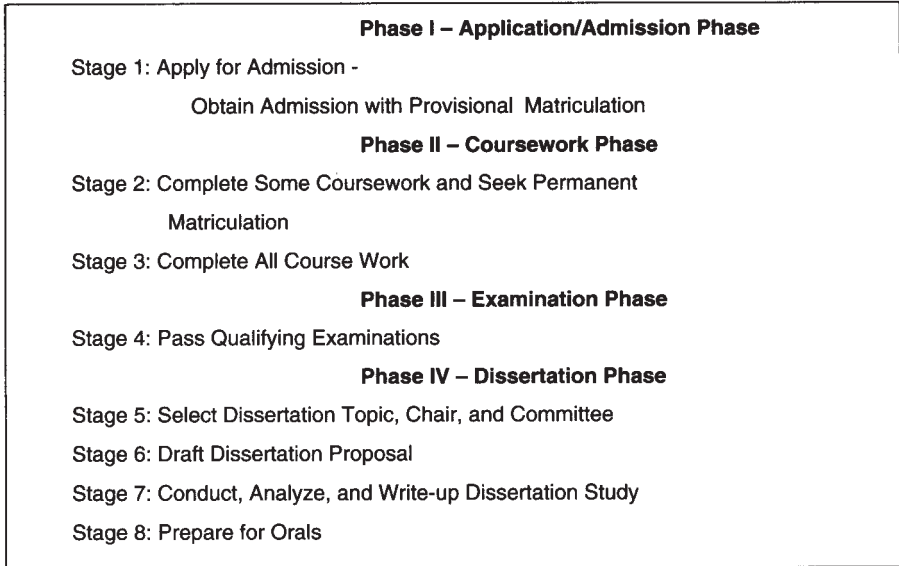 Phase I – Application/Admission Phase
Stage 1: Apply for Admission -
Obtain Admission with Provisional Matriculation
Phase II – Coursework Phase
Stage 2: Complete Some Coursework and Seek Permanent
Matriculation
Stage 3: Complete All Course Work
Phase III – Examination Phase
Stage 4: Pass Qualifying Examinations
Phase IV – Dissertation Phase
Stage 5: Select Dissertation Topic, Chair, and Committee
Stage 6: Draft Dissertation Proposal
Stage 7: Conduct, Analyze, and Write-up Dissertation Study
Stage 8: Prepare for Orals